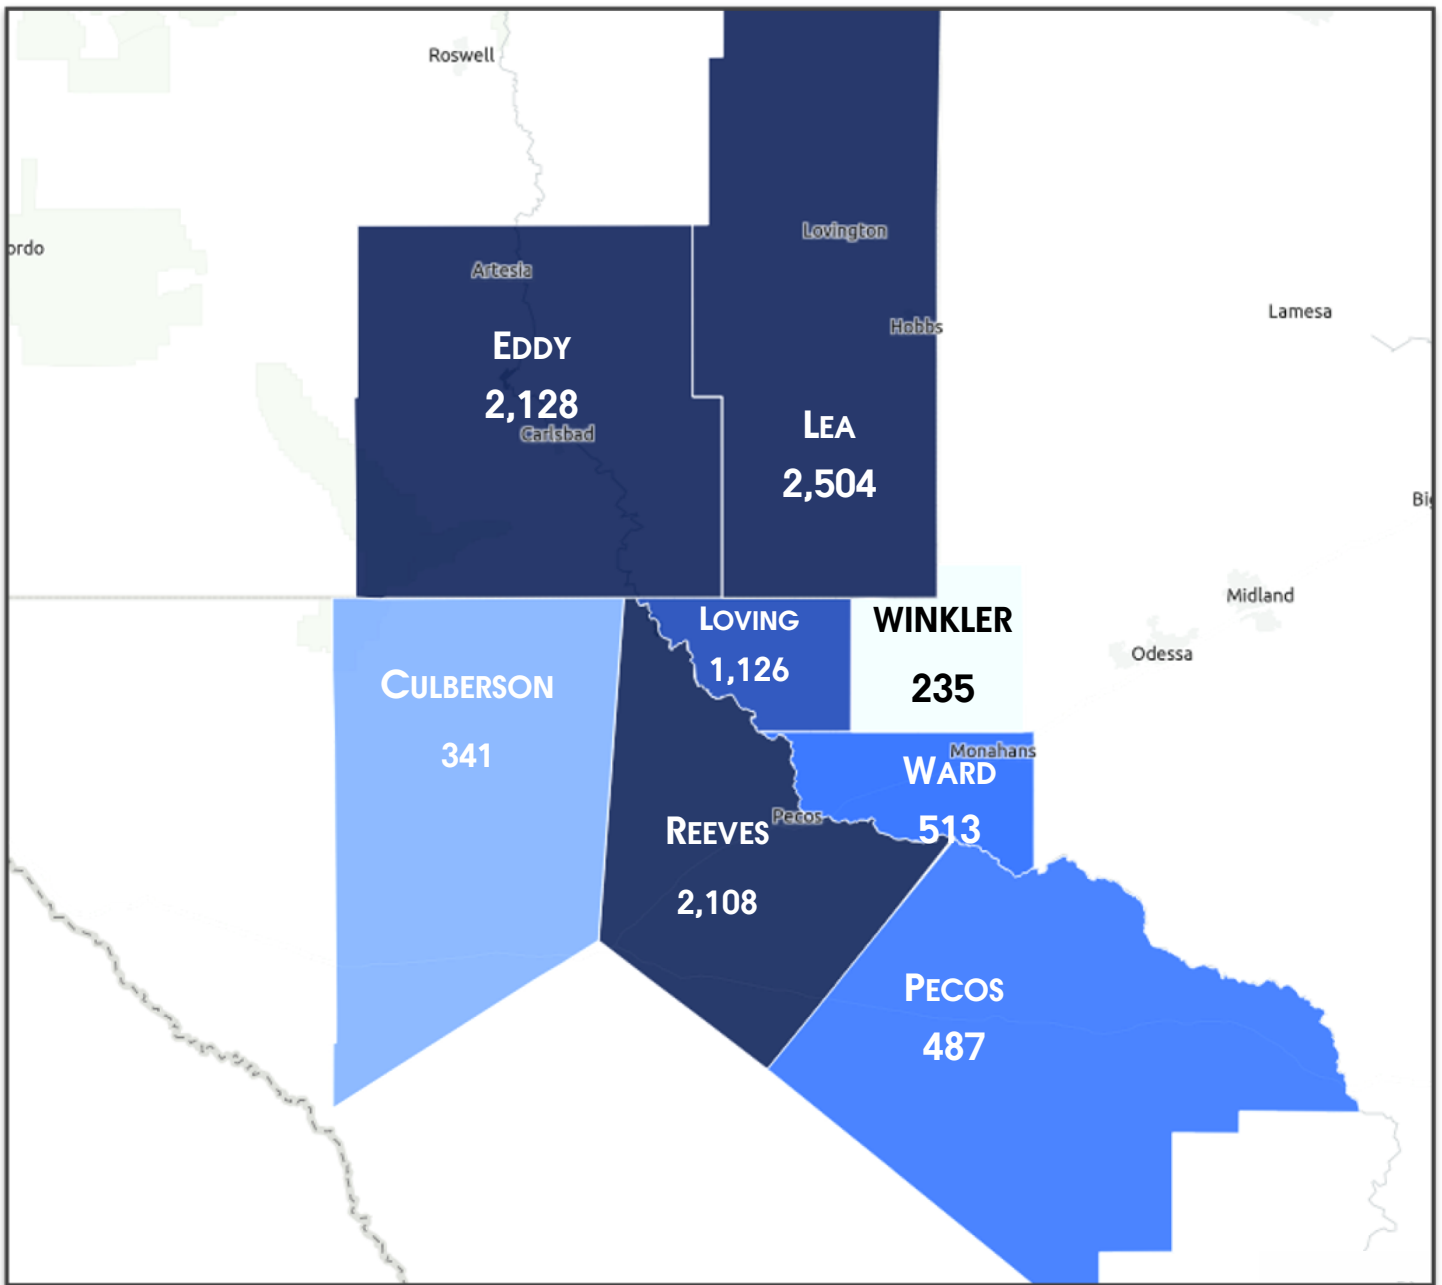 Roswell
Lovington
ordo
Artesia
Lamesa
Hobbs
EDDY
2,128
Carlsbad
LEA
2,504
Bi
Midland
LOVING
1,126
WINKLER
235
Odessa
CULBERSON
341
Monahans
WARD
513
Pecos
REEVES
2,108
PECOS
487